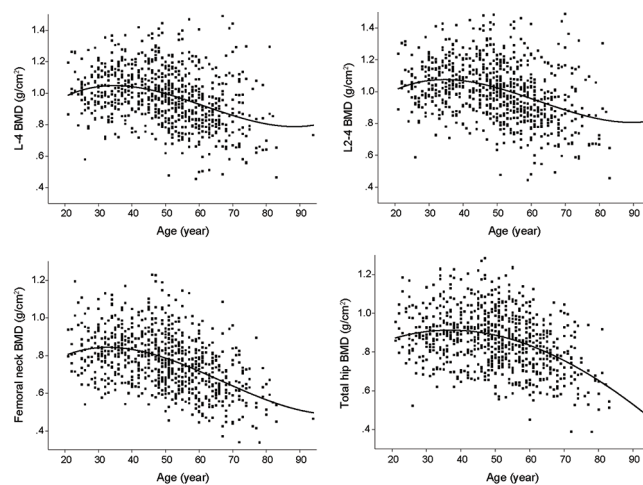 1.4
1.2
1.0
.8
.6
.4
L-4 BMD (g/cm²)
20 30 40 50 60 70 80 90
Age (year)
1.4
1.2
1.0
.8
.6
.4
L2-4 BMD (g/cm²)
20 30 40 50 60 70 80 90
Age (year)
1.2
1.0
.8
.6
.4
Femoral neck BMD (g/cm²)
20 30 40 50 60 70 80 90
Age (year)
1.2
1.0
.8
.6
.4
Total hip BMD (g/cm²)
20 30 40 50 60 70 80 90
Age (year)